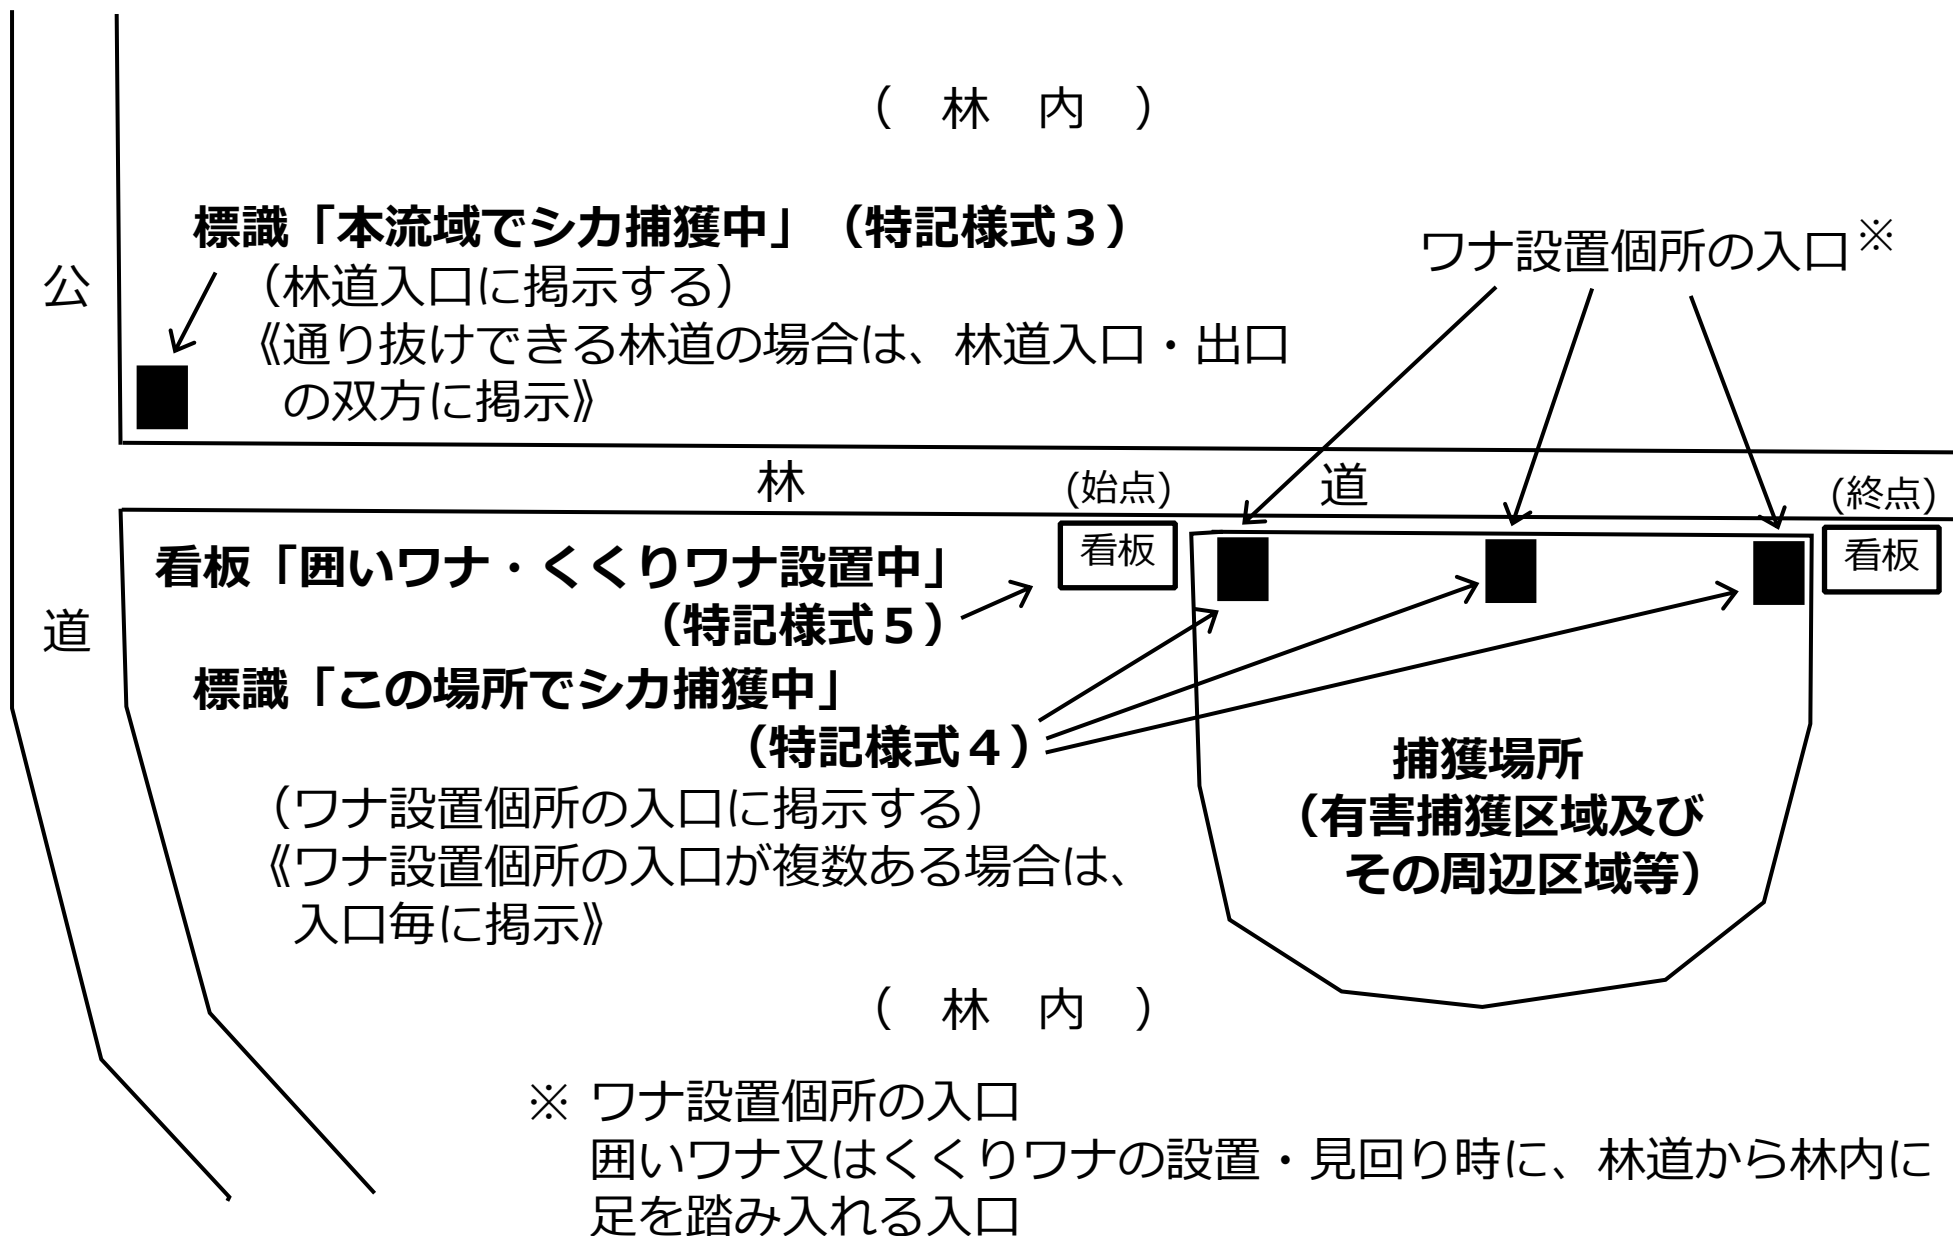 （　林　内　）
標識「本流域でシカ捕獲中」（特記様式３）
（林道入口に掲示する）
《通り抜けできる林道の場合は、林道入口・出口
の双方に掲示》
ワナ設置個所の入口※
公
道
林
道
(始点)
(終点)
看板
看板
看板「囲いワナ・くくりワナ設置中」
（特記様式５）
標識「この場所でシカ捕獲中」
（特記様式４）
（ワナ設置個所の入口に掲示する）
《ワナ設置個所の入口が複数ある場合は、
入口毎に掲示》
捕獲場所
（有害捕獲区域及び
その周辺区域等）
（　林　内　）
※ ワナ設置個所の入口
囲いワナ又はくくりワナの設置・見回り時に、林道から林内に
足を踏み入れる入口